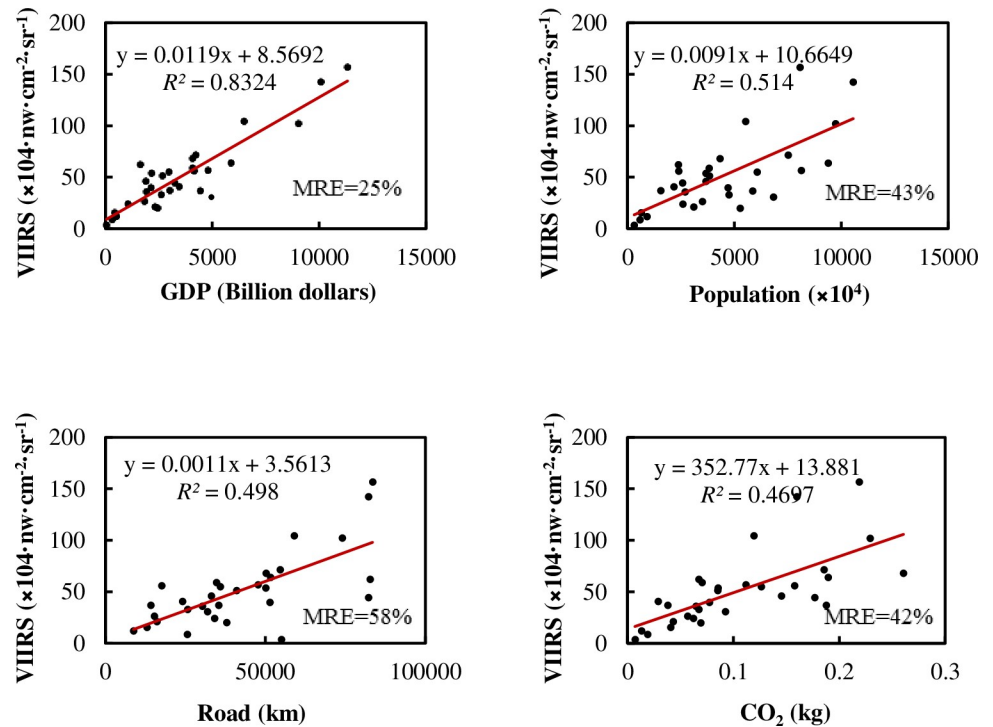 VIIRS (×104·nw·cm⁻²·sr⁻¹)
200
150
100
50
0
y = 0.0119x + 8.5692
R² = 0.8324
MRE=25%
0 5000 10000 15000
GDP (Billion dollars)
VIIRS (×104·nw·cm⁻²·sr⁻¹)
200
150
100
50
0
y = 0.0091x + 10.6649
R² = 0.514
MRE=43%
0 5000 10000 15000
Population (×10⁴)
VIIRS (×104·nw·cm⁻²·sr⁻¹)
200
150
100
50
0
y = 0.0011x + 3.5613
R² = 0.498
MRE=58%
0 50000 100000
Road (km)
VIIRS (×104·nw·cm⁻²·sr⁻¹)
200
150
100
50
0
y = 352.77x + 13.881
R² = 0.4697
MRE=42%
0 0.1 0.2 0.3
CO₂ (kg)